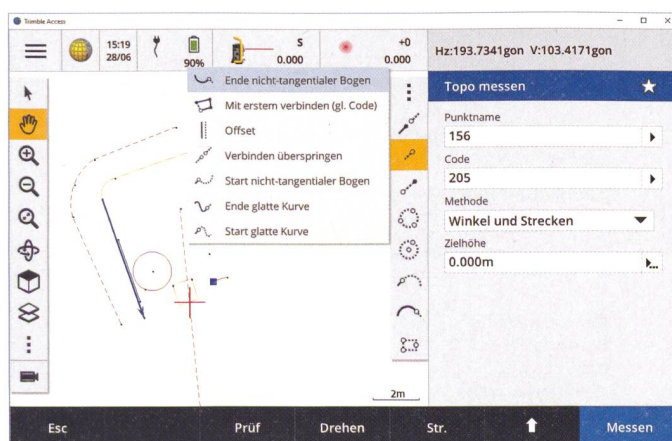 Trimble Access
15:19
28/06
90%
S
0.000
+0
0.000
Hz:193.7341gon V:103.4171gon
Ende nicht-tangentialer Bogen
Mit erstem verbinden (gl. Code)
Offset
Verbinden überspringen
Start nicht-tangentialer Bogen
Ende glatte Kurve
Start glatte Kurve
2m
Topo messen
Punktname
156
Code
205
Methode
Winkel und Strecken
Zielhöhe
0.000m
Esc
Prüf
Drehen
Str.
Messen